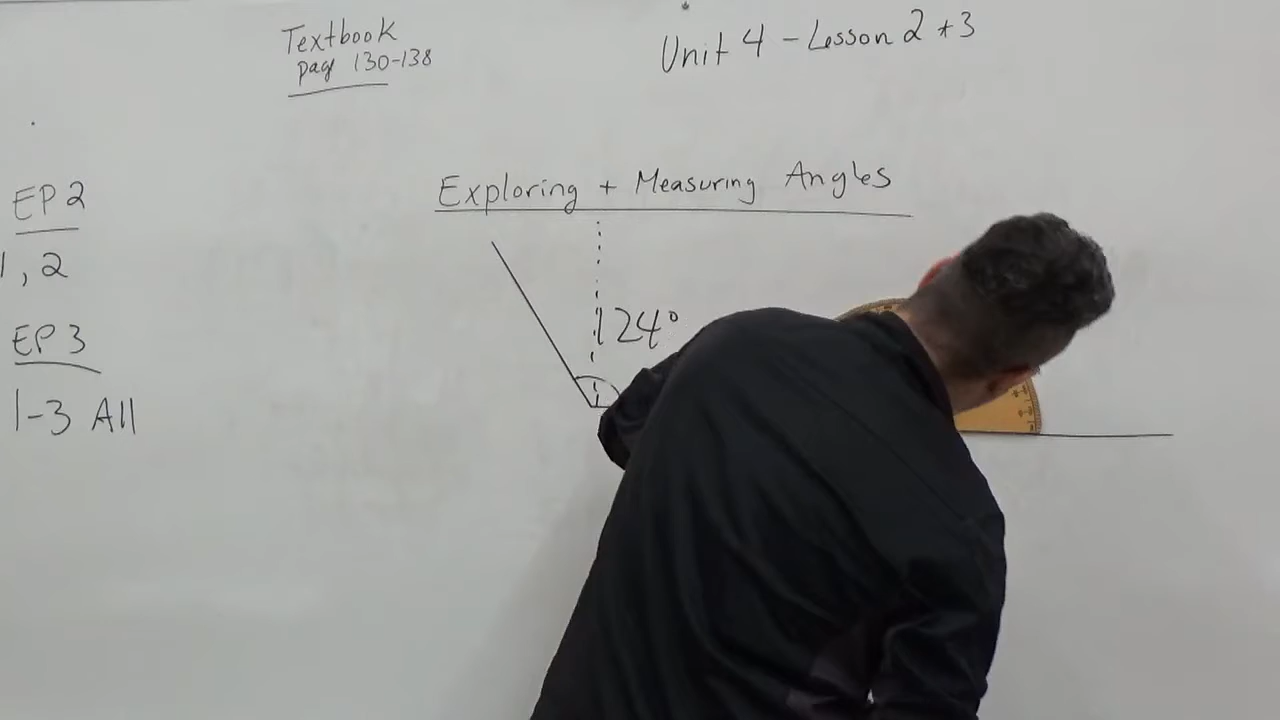 Textbook
pag 130-138
Unit 4 - Lesson 2 + 3
Exploring + Measuring Angles
EP 2
1, 2
EP 3
1-3 All
124°